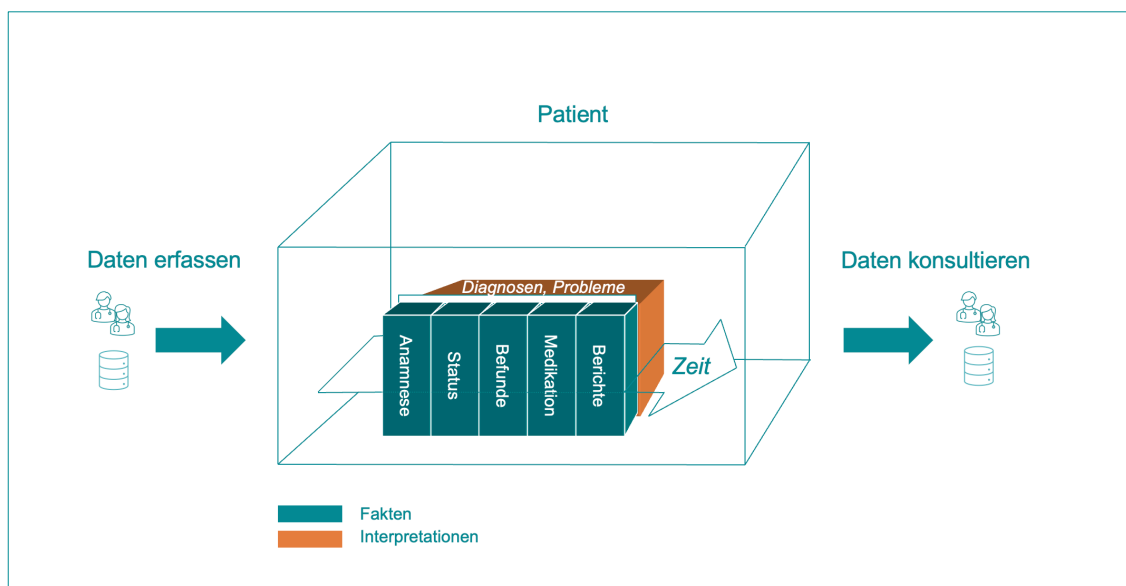 Patient
Daten erfassen
Daten konsultieren
Diagnosen, Probleme
Anamnese
Status
Befunde
Medikation
Berichte
Zeit
Fakten
Interpretationen